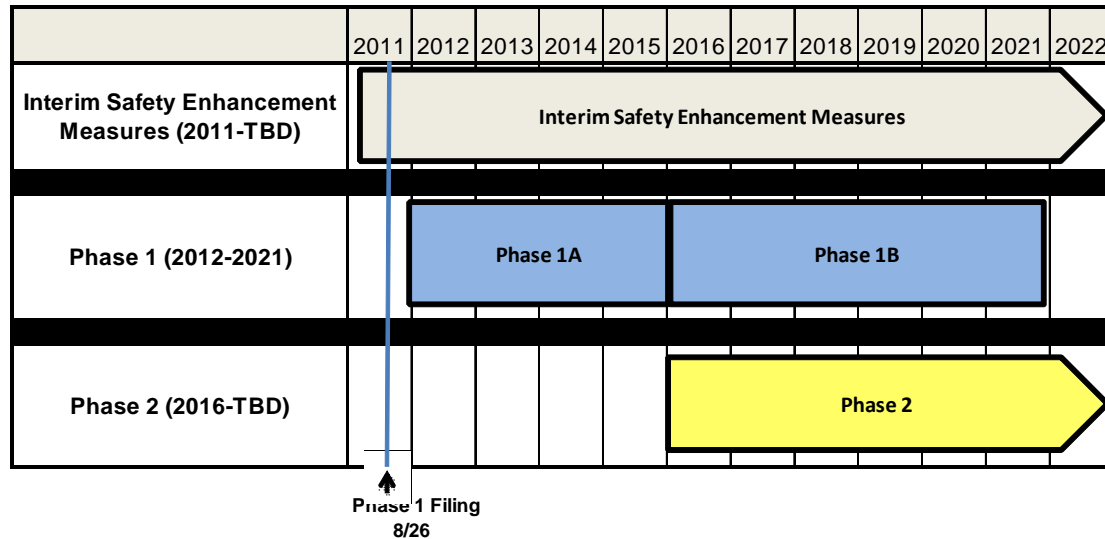 2011 2012 2013 2014 2015 2016 2017 2018 2019 2020 2021 2022
Interim Safety Enhancement
Measures (2011-TBD)
Interim Safety Enhancement Measures
Phase 1 (2012-2021)
Phase 1A
Phase 1B
Phase 2 (2016-TBD)
Phase 2
Phase 1 Filing
8/26